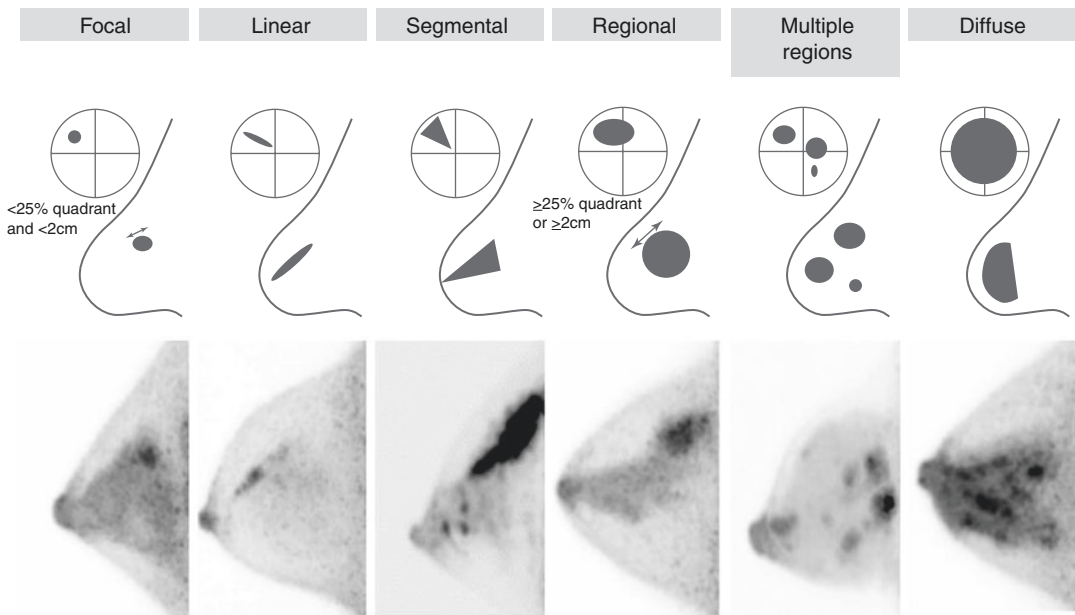 Focal
Linear
Segmental
Regional
Multiple
regions
Diffuse
<25% quadrant
and <2cm
≥25% quadrant
or ≥2cm